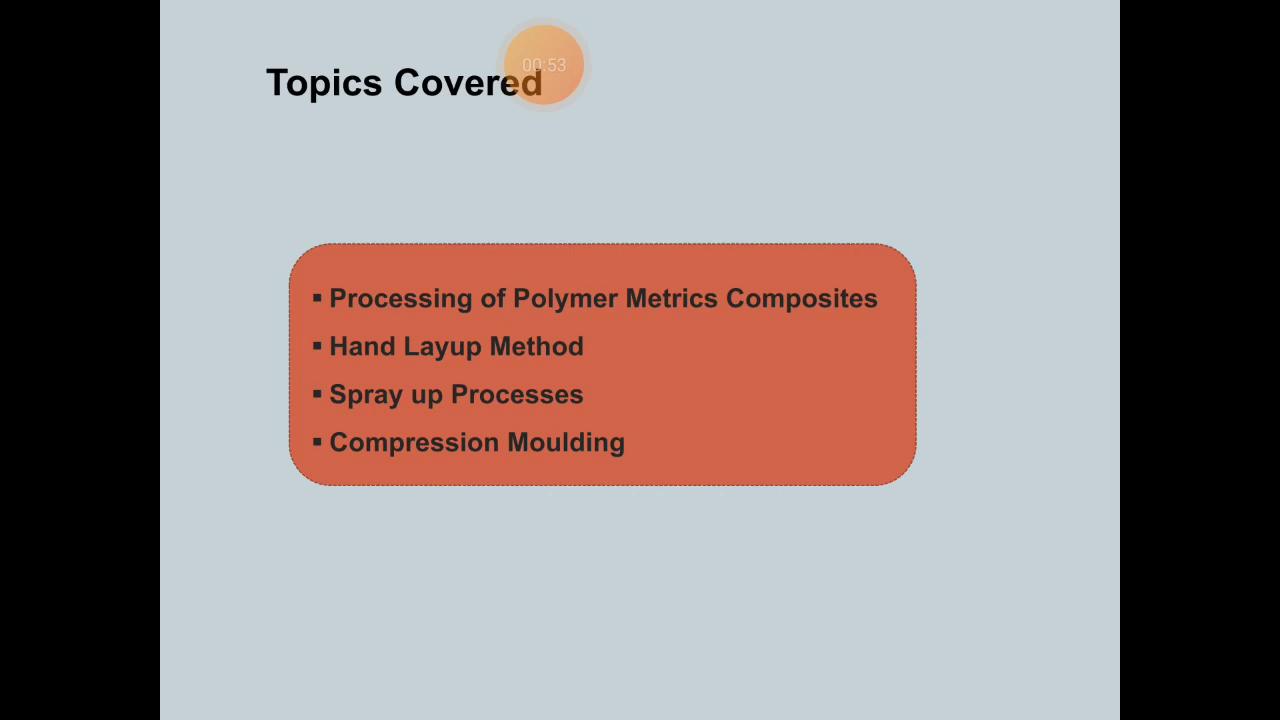 Topics Covered
00:53
▪ Processing of Polymer Metrics Composites
▪ Hand Layup Method
▪ Spray up Processes
▪ Compression Moulding